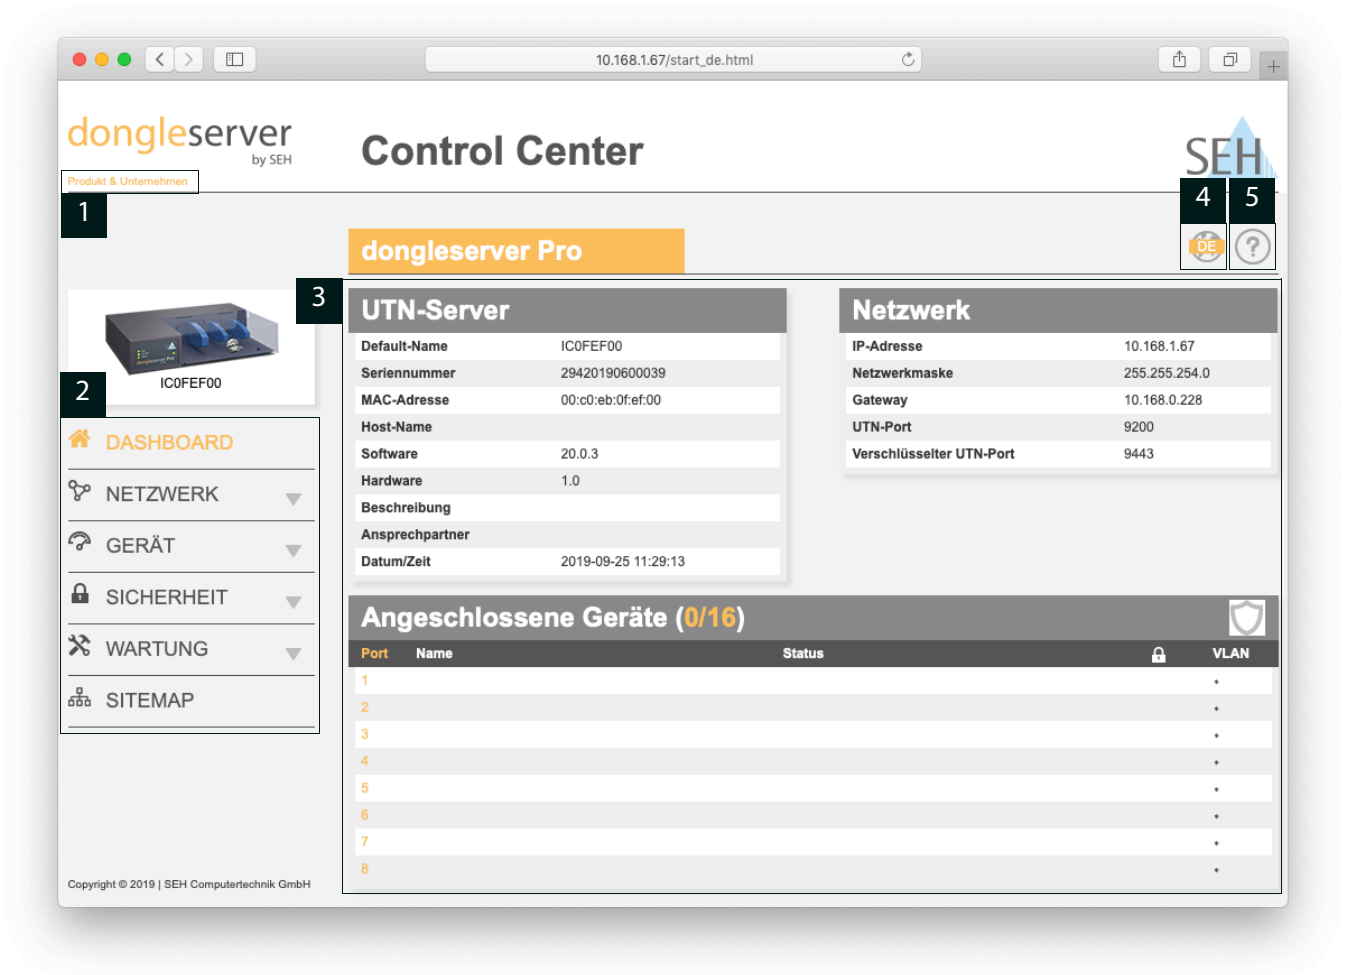 10.168.1.67/start_de.html
dongleserver
by SEH
Control Center
SEH
Produkt & Unternehmen
1
4
5
DE
?
dongleserver Pro
3
UTN-Server
Default-Name IC0FEF00
Seriennummer 29420190600039
MAC-Adresse 00:c0:eb:0f:ef:00
Host-Name
Software 20.0.3
Hardware 1.0
Beschreibung
Ansprechpartner
Datum/Zeit 2019-09-25 11:29:13
Netzwerk
IP-Adresse 10.168.1.67
Netzwerkmaske 255.255.254.0
Gateway 10.168.0.228
UTN-Port 9200
Verschlüsselter UTN-Port 9443
dongleserver Pro
IC0FEF00
2
DASHBOARD
NETZWERK
GERÄT
SICHERHEIT
WARTUNG
SITEMAP
Angeschlossene Geräte (0/16)
Port Name Status VLAN
1 *
2 *
3 *
4 *
5 *
6 *
7 *
8 *
Copyright © 2019 | SEH Computertechnik GmbH